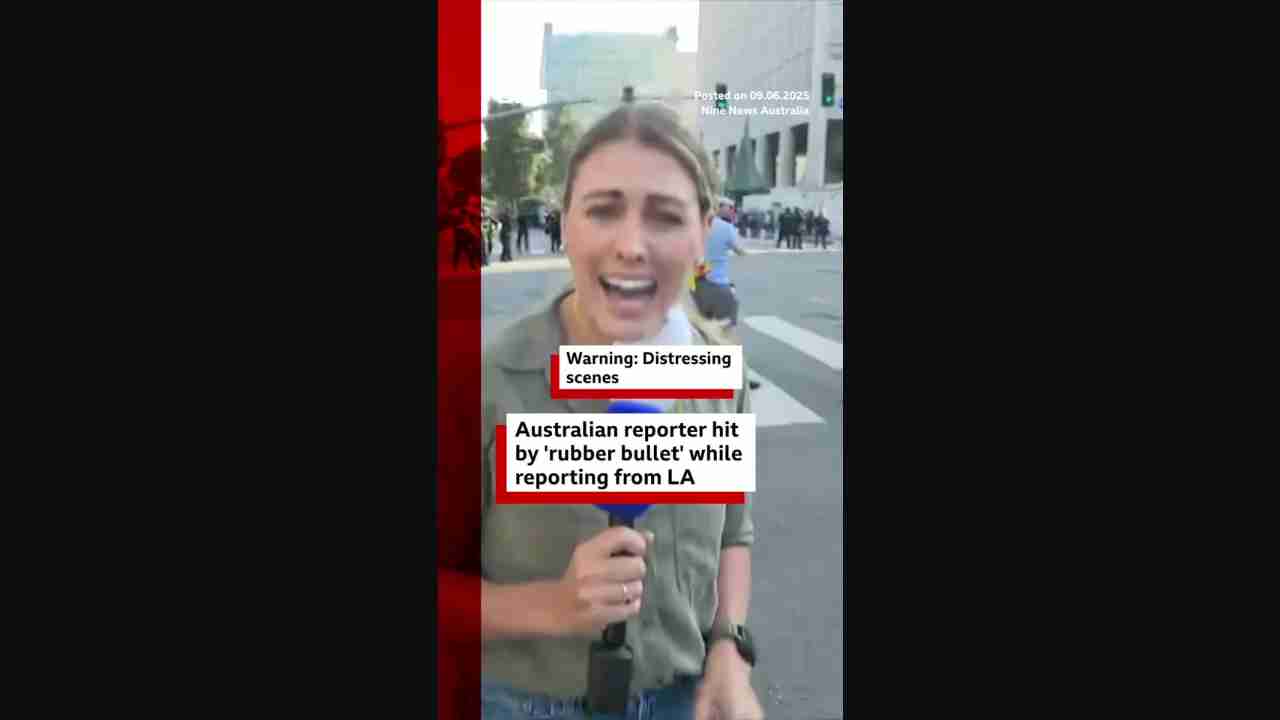 Posted on 09.06.2025
Nine News Australia
Warning: Distressing
scenes
Australian reporter hit
by 'rubber bullet' while
reporting from LA